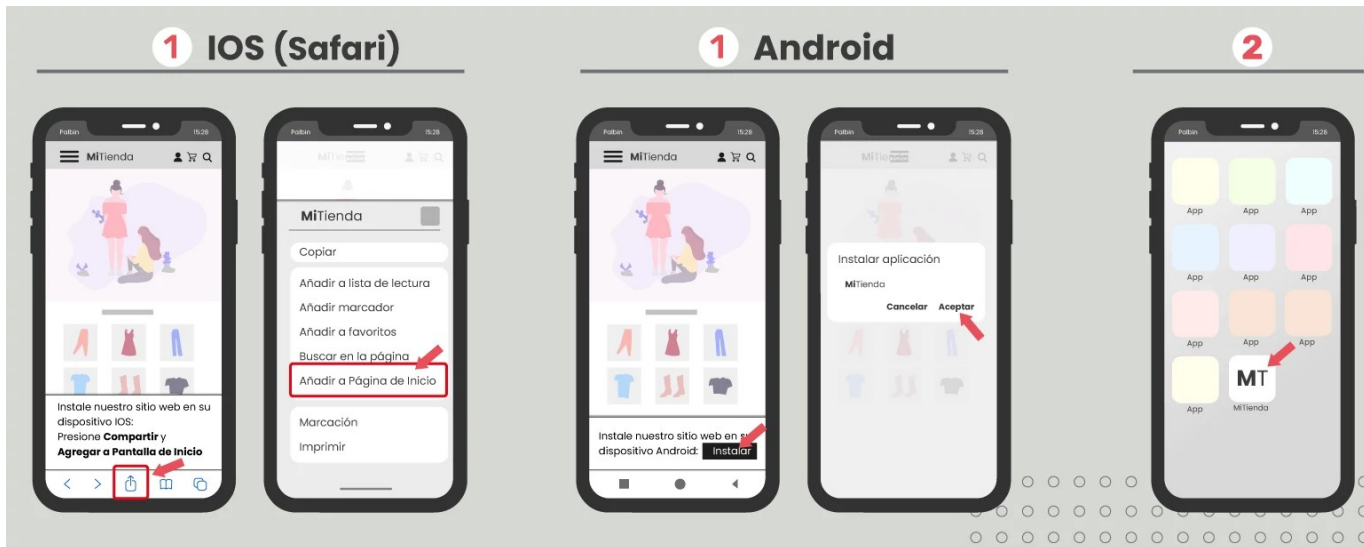 1 IOS (Safari)
Palbin 15:28
MiTienda
Instale nuestro sitio web en su
dispositivo IOS:
Presione Compartir y
Agregar a Pantalla de Inicio
Palbin 15:28
MiTienda
Copiar
Añadir a lista de lectura
Añadir marcador
Añadir a favoritos
Buscar en la página
Añadir a Página de Inicio
Marcación
Imprimir
1 Android
Palbin 15:28
MiTienda
Instale nuestro sitio web en su
dispositivo Android: Instalar
Palbin 15:28
Instalar aplicación
MiTienda
Cancelar Aceptar
2
Palbin 15:28
App App App
App App App
App App App
MT
App MiTienda